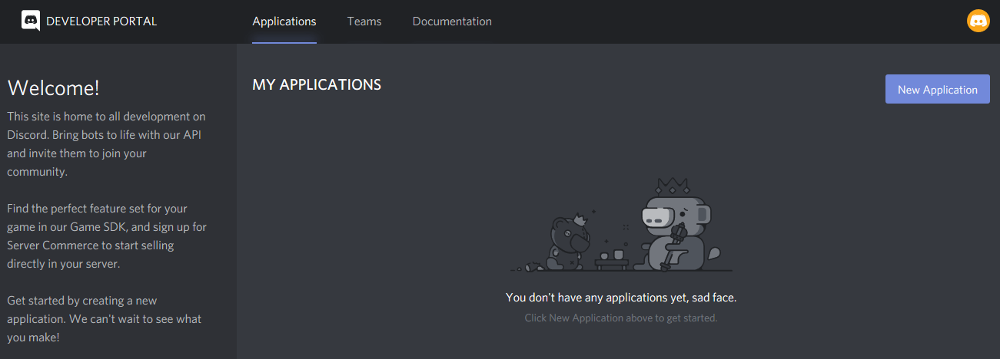 DEVELOPER PORTAL
Applications
Teams
Documentation
Welcome!
This site is home to all development on
Discord. Bring bots to life with our API
and invite them to join your
community.
Find the perfect feature set for your
game in our Game SDK, and sign up for
Server Commerce to start selling
directly in your server.
Get started by creating a new
application. We can't wait to see what
you make!
MY APPLICATIONS
New Application
You don't have any applications yet, sad face.
Click New Application above to get started.